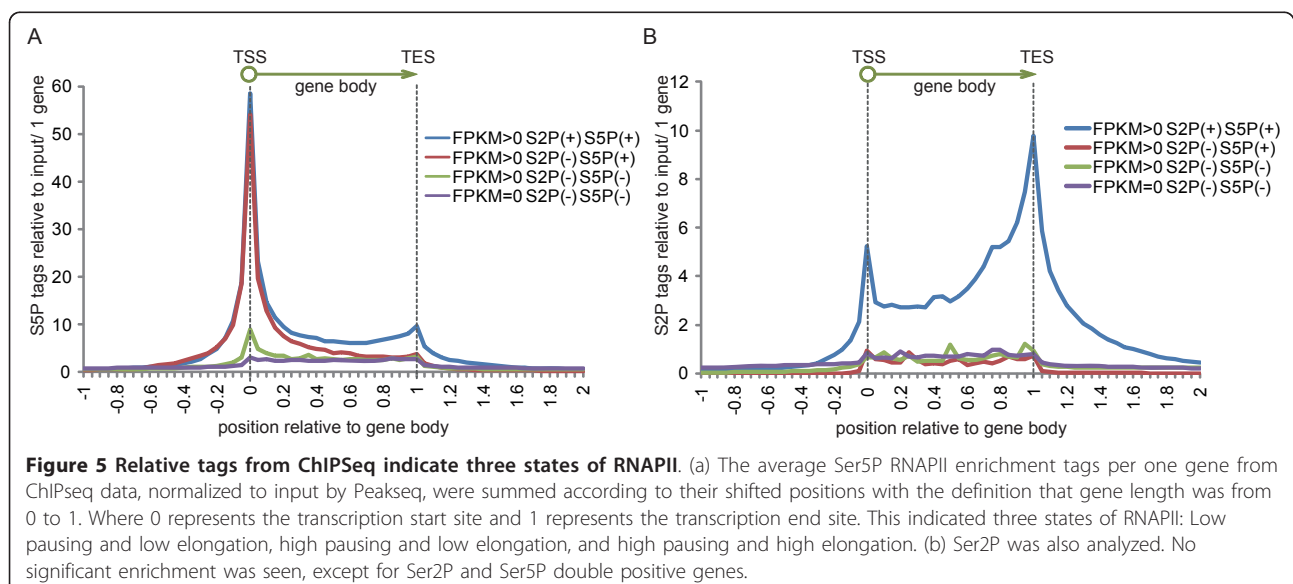 A
TSS
TES
gene body
60
50
40
30
20
10
0
S5P tags relative to input/ 1 gene
FPKM>0 S2P(+) S5P(+)
FPKM>0 S2P(-) S5P(+)
FPKM>0 S2P(-) S5P(-)
FPKM=0 S2P(-) S5P(-)
-1 -0.8 -0.6 -0.4 -0.2 0 0.2 0.4 0.6 0.8 1 1.2 1.4 1.6 1.8 2
position relative to gene body
B
TSS
TES
gene body
12
10
8
6
4
2
0
S2P tags relative to input/ 1 gene
FPKM>0 S2P(+) S5P(+)
FPKM>0 S2P(-) S5P(+)
FPKM>0 S2P(-) S5P(-)
FPKM=0 S2P(-) S5P(-)
-1 -0.8 -0.6 -0.4 -0.2 0 0.2 0.4 0.6 0.8 1 1.2 1.4 1.6 1.8 2
position relative to gene body
Figure 5 Relative tags from ChIPSeq indicate three states of RNAPII. (a) The average Ser5P RNAPII enrichment tags per one gene from
ChIPseq data, normalized to input by Peakseq, were summed according to their shifted positions with the definition that gene length was from
0 to 1. Where 0 represents the transcription start site and 1 represents the transcription end site. This indicated three states of RNAPII: Low
pausing and low elongation, high pausing and low elongation, and high pausing and high elongation. (b) Ser2P was also analyzed. No
significant enrichment was seen, except for Ser2P and Ser5P double positive genes.